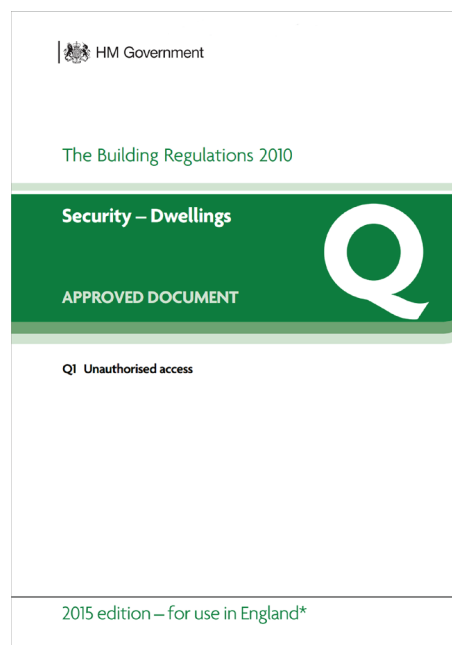 HM Government
The Building Regulations 2010
Security – Dwellings
Q
APPROVED DOCUMENT
Q1 Unauthorised access
2015 edition – for use in England*